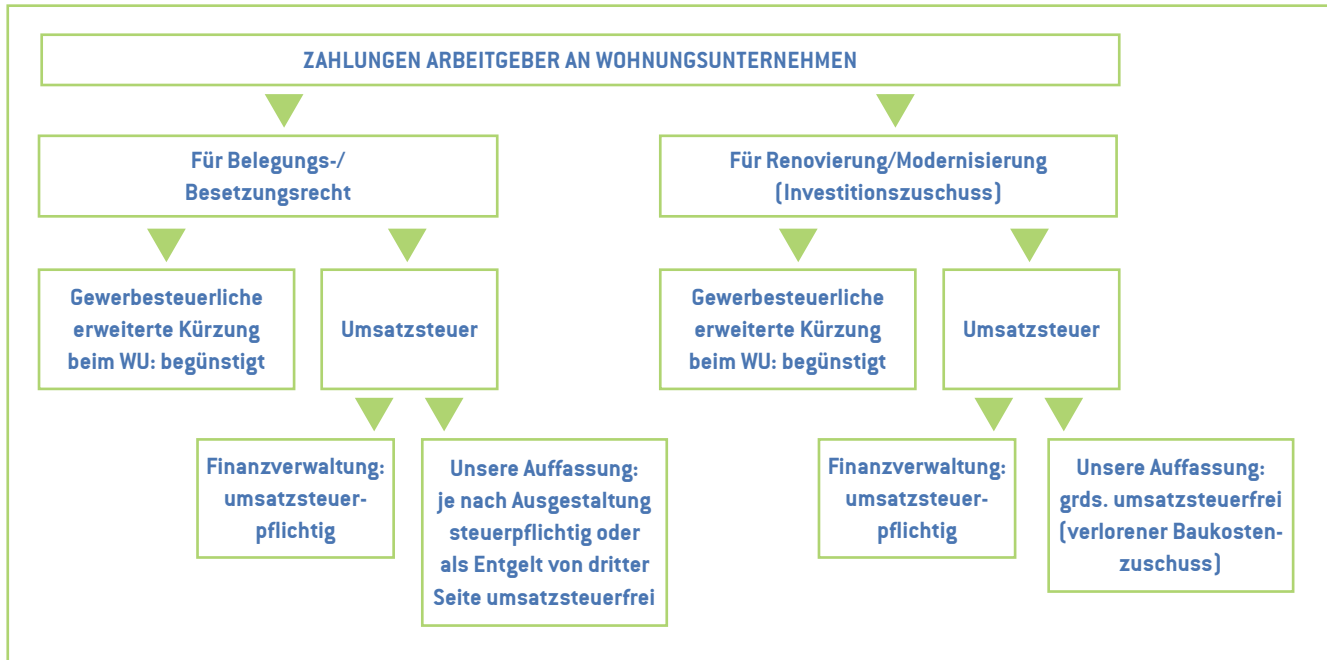 ZAHLUNGEN ARBEITGEBER AN WOHNUNGSUNTERNEHMEN
Für Belegungs-/
Besetzungsrecht
Für Renovierung/Modernisierung
(Investitionszuschuss)
Gewerbesteuerliche
erweiterte Kürzung
beim WU: begünstigt
Umsatzsteuer
Gewerbesteuerliche
erweiterte Kürzung
beim WU: begünstigt
Umsatzsteuer
Finanzverwaltung:
umsatzsteuer-
pflichtig
Unsere Auffassung:
je nach Ausgestaltung
steuerpflichtig oder
als Entgelt von dritter
Seite umsatzsteuerfrei
Finanzverwaltung:
umsatzsteuer-
pflichtig
Unsere Auffassung:
grds. umsatzsteuerfrei
(verlorener Baukosten-
zuschuss)